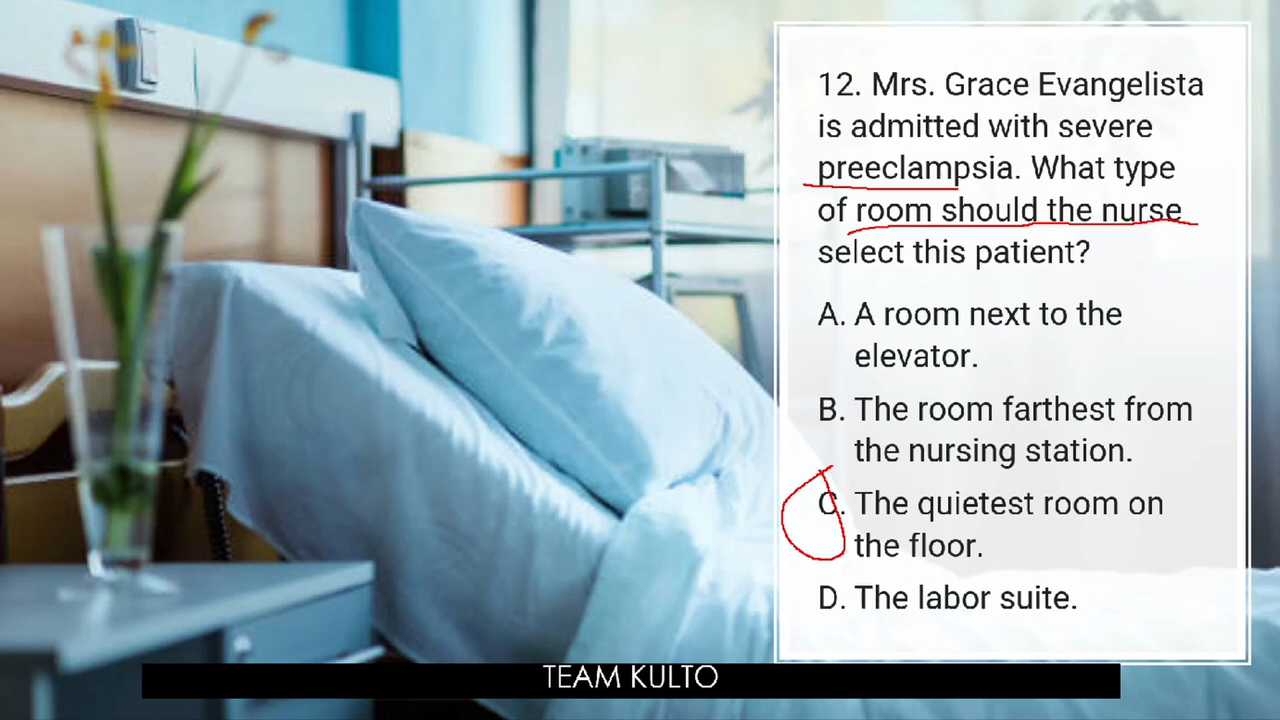 12. Mrs. Grace Evangelista
is admitted with severe
preeclampsia. What type
of room should the nurse
select this patient?
A. A room next to the
elevator.
B. The room farthest from
the nursing station.
C. The quietest room on
the floor.
D. The labor suite.
TEAM KULTO